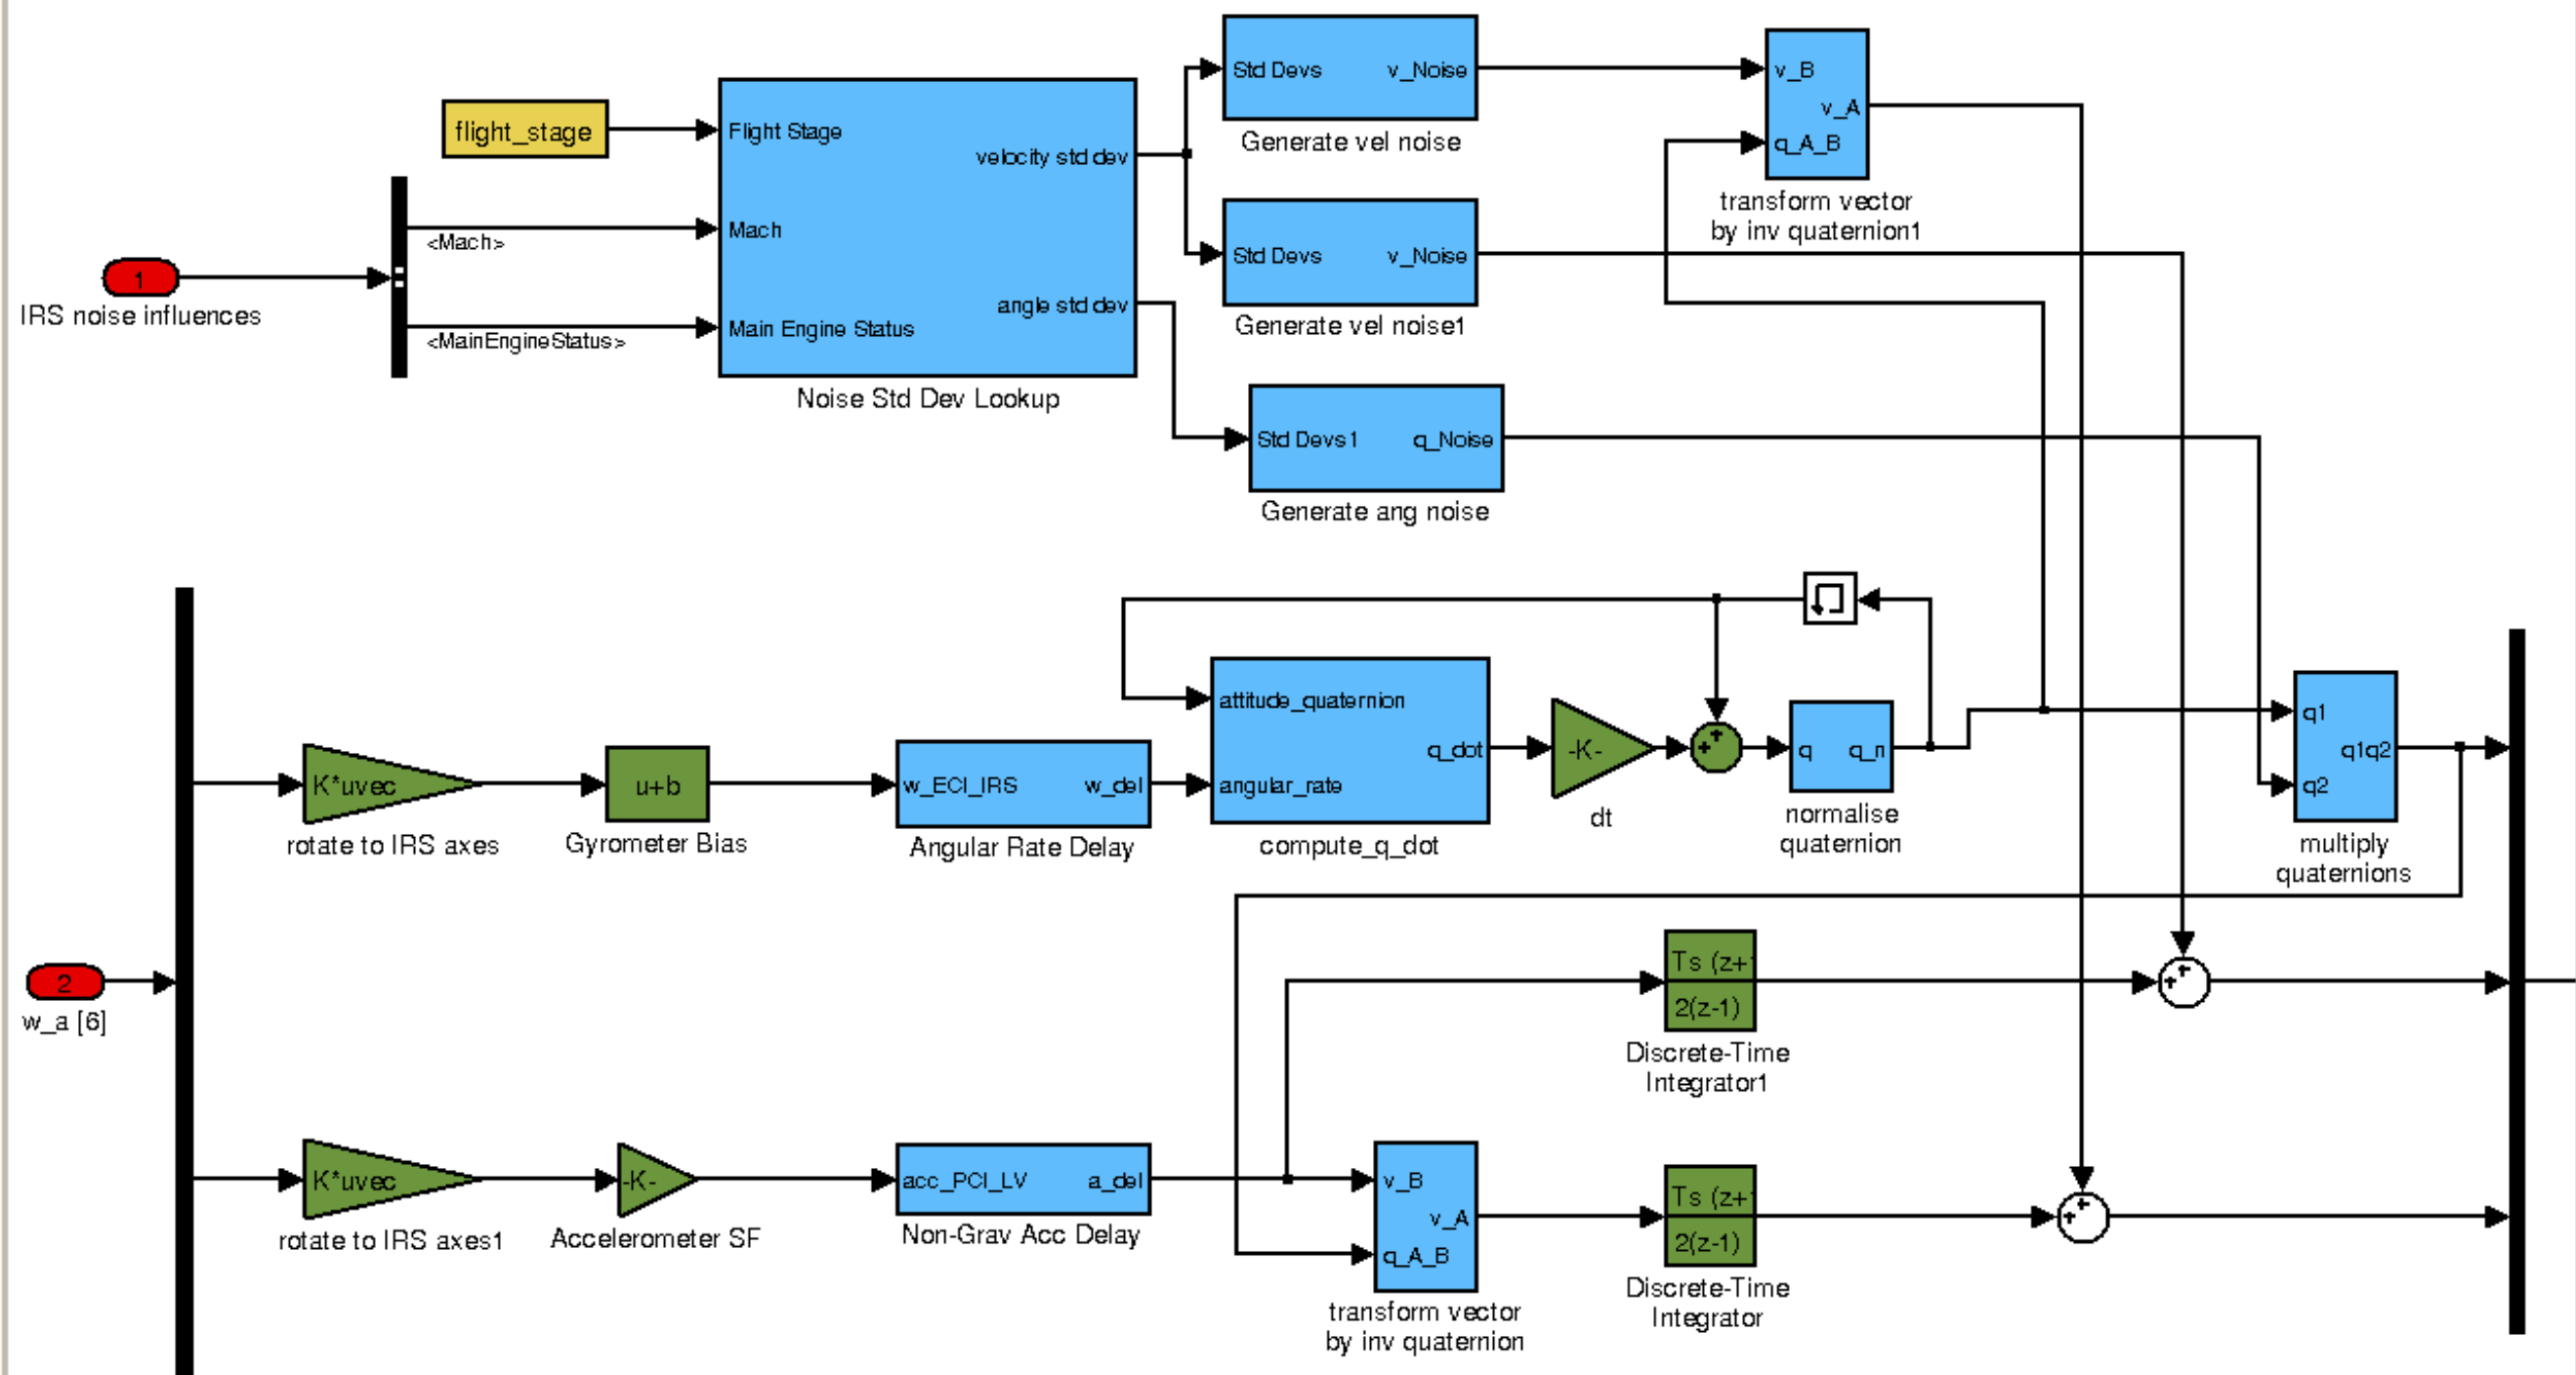 Std Devs v_Noise
Generate vel noise
v_B
v_A
q_A_B
transform vector
by inv quaternion1
flight_stage
Flight Stage
velocity std dev
Mach
angle std dev
Main Engine Status
Noise Std Dev Lookup
<Mach>
<MainEngineStatus>
1
IRS noise influences
Std Devs v_Noise
Generate vel noise1
Std Devs1 q_Noise
Generate ang noise
attitude_quaternion
q_dot
angular_rate
compute_q_dot
-K-
dt
+
+
q q_n
normalise
quaternion
q1
q1q2
q2
multiply
quaternions
K*uvec
rotate to IRS axes
u+b
Gyrometer Bias
w_ECI_IRS w_del
Angular Rate Delay
2
w_a [6]
Ts (z+
2(z-1)
Discrete-Time
Integrator1
+
+
K*uvec
rotate to IRS axes1
-K-
Accelerometer SF
acc_PCI_LV a_del
Non-Grav Acc Delay
v_B
v_A
q_A_B
transform vector
by inv quaternion
Ts (z+
2(z-1)
Discrete-Time
Integrator
+
+